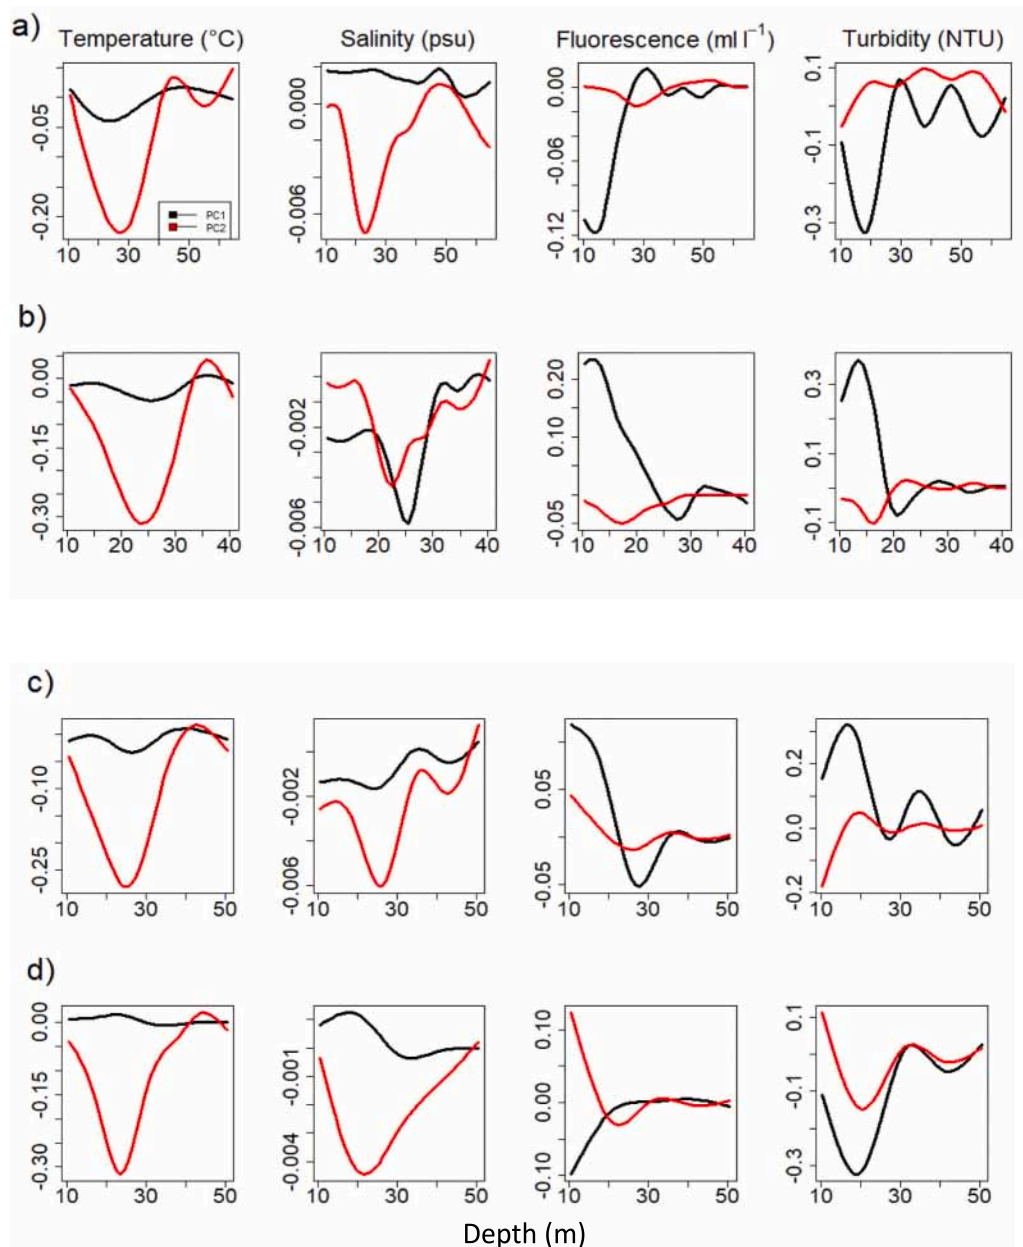 a)
Temperature (°C) Salinity (psu) Fluorescence (ml l⁻¹) Turbidity (NTU)
-0.05 -0.20
PC1
PC2
10 30 50
0.000 -0.006
10 30 50
0.00 -0.06 -0.12
10 30 50
0.1 -0.1 -0.3
10 30 50
b)
0.00 -0.15 -0.30
10 20 30 40
-0.002 -0.006
10 20 30 40
0.20 0.10 -0.05
10 20 30 40
0.3 0.1 -0.1
10 20 30 40
c)
-0.10 -0.25
10 30 50
-0.002 -0.006
10 30 50
0.05 -0.05
10 30 50
0.2 0.0 -0.2
10 30 50
d)
0.00 -0.15 -0.30
10 30 50
-0.001 -0.004
10 30 50
0.10 0.00 -0.10
10 30 50
0.1 -0.1 -0.3
10 30 50
Depth (m)